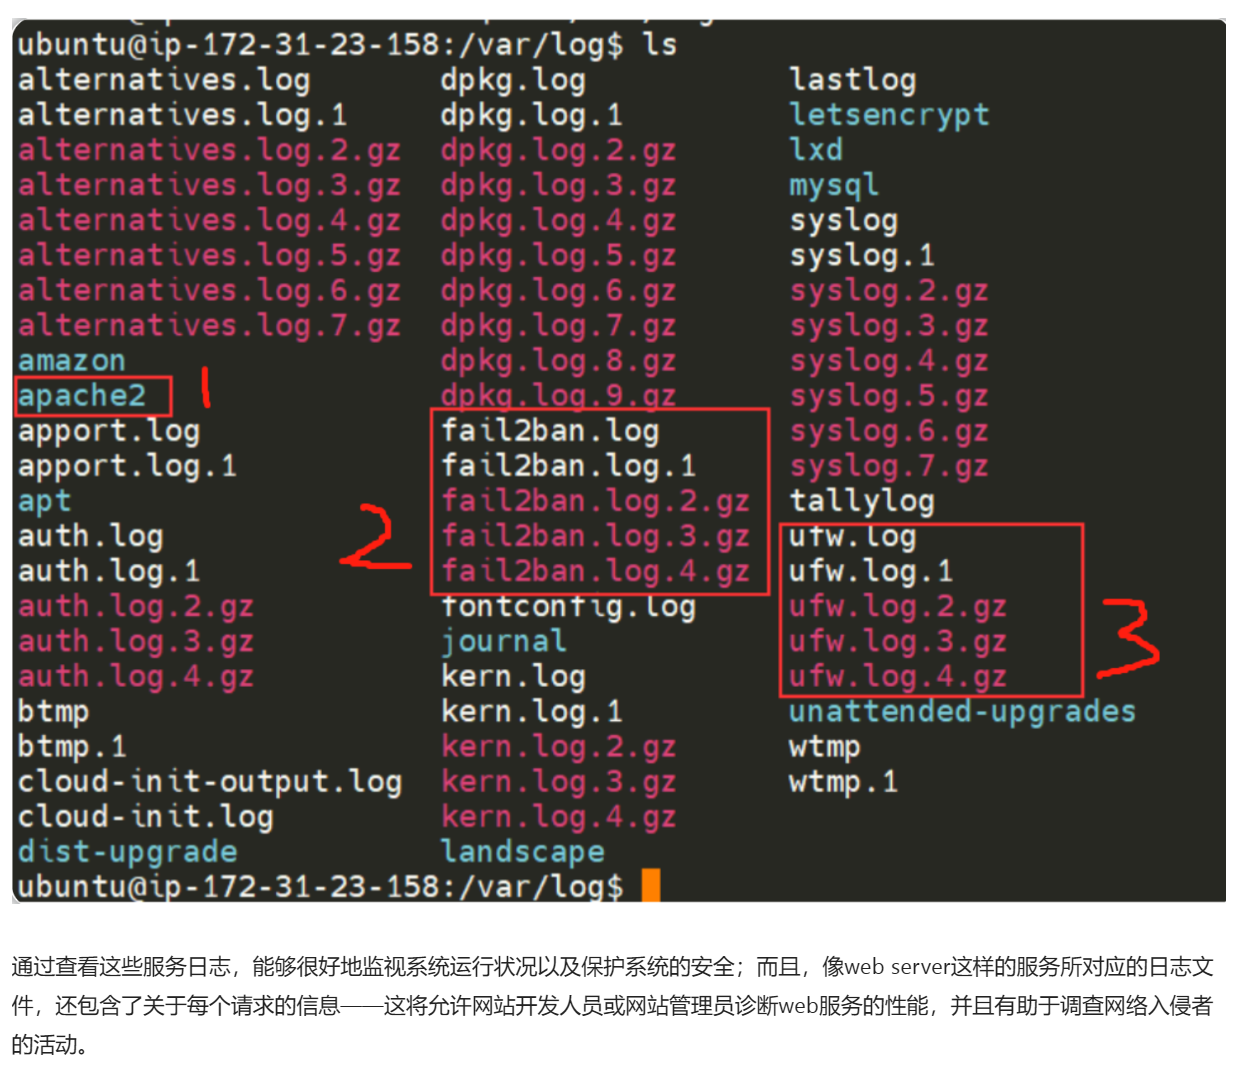 ubuntu@ip-172-31-23-158:/var/log$ ls
alternatives.log dpkg.log lastlog
alternatives.log.1 dpkg.log.1 letsencrypt
alternatives.log.2.gz dpkg.log.2.gz lxd
alternatives.log.3.gz dpkg.log.3.gz mysql
alternatives.log.4.gz dpkg.log.4.gz syslog
alternatives.log.5.gz dpkg.log.5.gz syslog.1
alternatives.log.6.gz dpkg.log.6.gz syslog.2.gz
alternatives.log.7.gz dpkg.log.7.gz syslog.3.gz
amazon dpkg.log.8.gz syslog.4.gz
apache2 1 dpkg.log.9.gz syslog.5.gz
apport.log fail2ban.log syslog.6.gz
apport.log.1 fail2ban.log.1 syslog.7.gz
apt fail2ban.log.2.gz tallylog
auth.log 2 fail2ban.log.3.gz ufw.log
auth.log.1 fail2ban.log.4.gz ufw.log.1
auth.log.2.gz fontconfig.log ufw.log.2.gz
auth.log.3.gz journal ufw.log.3.gz 3
auth.log.4.gz kern.log ufw.log.4.gz
btmp kern.log.1 unattended-upgrades
btmp.1 kern.log.2.gz wtmp
cloud-init-output.log kern.log.3.gz wtmp.1
cloud-init.log kern.log.4.gz
dist-upgrade landscape
ubuntu@ip-172-31-23-158:/var/log$
通过查看这些服务日志，能够很好地监视系统运行状况以及保护系统的安全；而且，像web server这样的服务所对应的日志文
件，还包含了关于每个请求的信息——这将允许网站开发人员或网站管理员诊断web服务的性能，并且有助于调查网络入侵者
的活动。